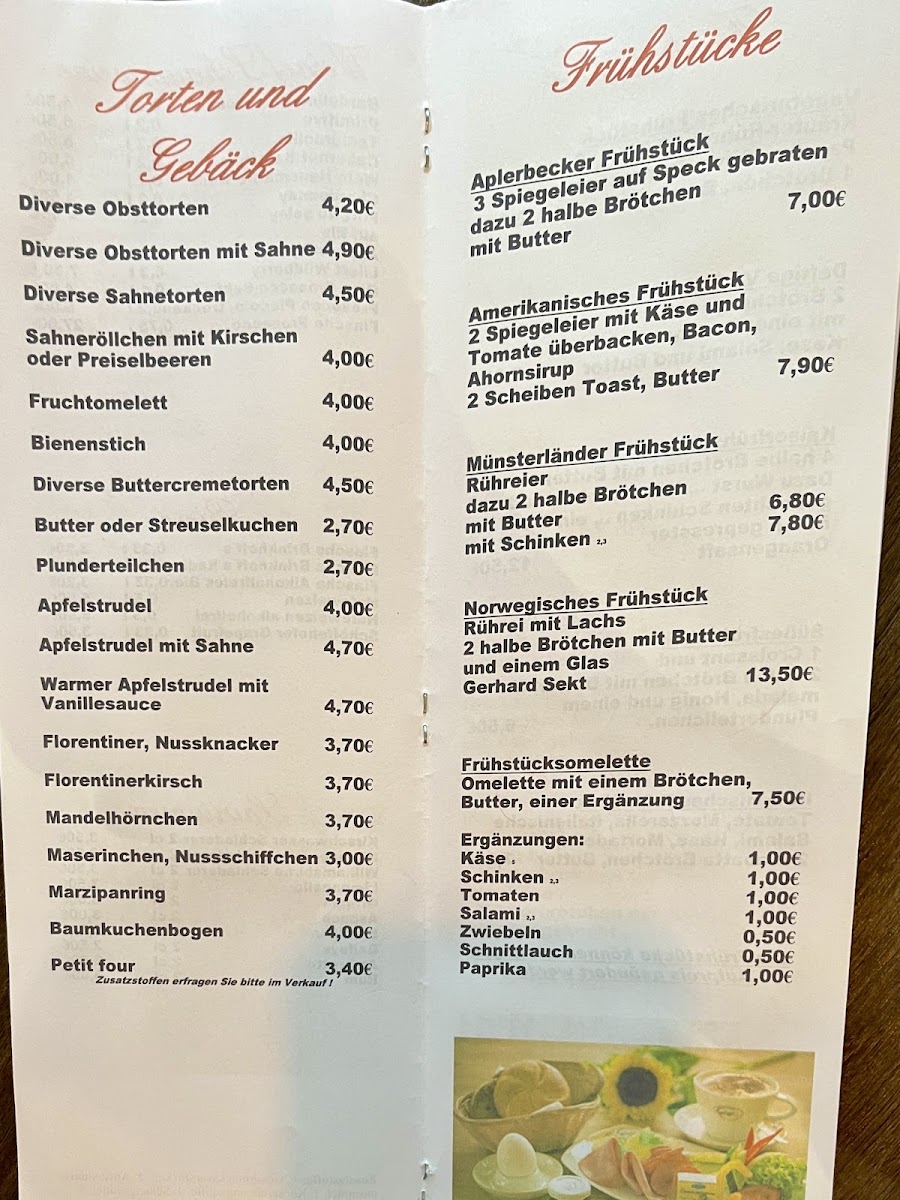 Torten und
Gebäck
Diverse Obsttorten 4,20€
Diverse Obsttorten mit Sahne 4,90€
Diverse Sahnetorten 4,50€
Sahneröllchen mit Kirschen
oder Preiselbeeren 4,00€
Fruchtomelett 4,00€
Bienenstich 4,00€
Diverse Buttercremetorten 4,50€
Butter oder Streuselkuchen 2,70€
Plunderteilchen 2,70€
Apfelstrudel 4,00€
Apfelstrudel mit Sahne 4,70€
Warmer Apfelstrudel mit
Vanillesauce 4,70€
Florentiner, Nussknacker 3,70€
Florentinerkirsch 3,70€
Mandelhörnchen 3,70€
Maserinchen, Nussschiffchen 3,00€
Marzipanring 3,70€
Baumkuchenbogen 4,00€
Petit four 3,40€
Zusatzstoffen erfragen Sie bitte im Verkauf !
Frühstücke
Aplerbecker Frühstück
3 Spiegeleier auf Speck gebraten
dazu 2 halbe Brötchen 7,00€
mit Butter
Amerikanisches Frühstück
2 Spiegeleier mit Käse und
Tomate überbacken, Bacon,
Ahornsirup 7,90€
2 Scheiben Toast, Butter
Münsterländer Frühstück
Rühreier
dazu 2 halbe Brötchen
mit Butter 6,80€
mit Schinken 2,3 7,80€
Norwegisches Frühstück
Rührei mit Lachs
2 halbe Brötchen mit Butter
und einem Glas
Gerhard Sekt 13,50€
Frühstücksomelette
Omelette mit einem Brötchen,
Butter, einer Ergänzung 7,50€
Ergänzungen:
Käse 1,00€
Schinken 2,3 1,00€
Tomaten 1,00€
Salami 2,3 1,00€
Zwiebeln 0,50€
Schnittlauch 0,50€
Paprika 1,00€